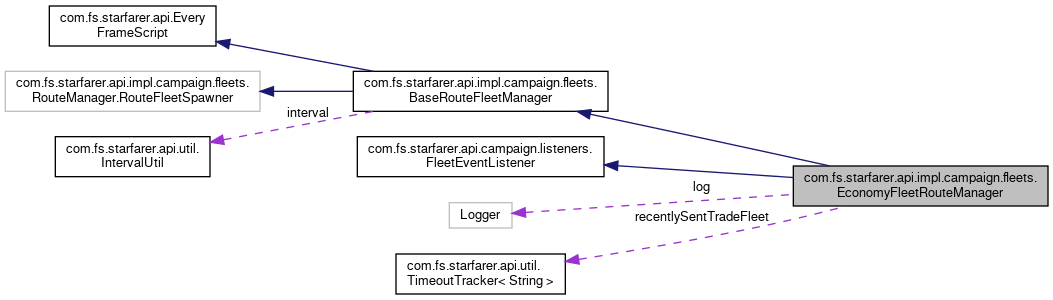 com.fs.starfarer.api.Every
FrameScript
com.fs.starfarer.api.impl.campaign.fleets.
RouteManager.RouteFleetSpawner
com.fs.starfarer.api.impl.campaign.fleets.
BaseRouteFleetManager
interval
com.fs.starfarer.api.util.
IntervalUtil
com.fs.starfarer.api.campaign.listeners.
FleetEventListener
com.fs.starfarer.api.impl.campaign.fleets.
EconomyFleetRouteManager
log
Logger
recentlySentTradeFleet
com.fs.starfarer.api.util.
TimeoutTracker< String >